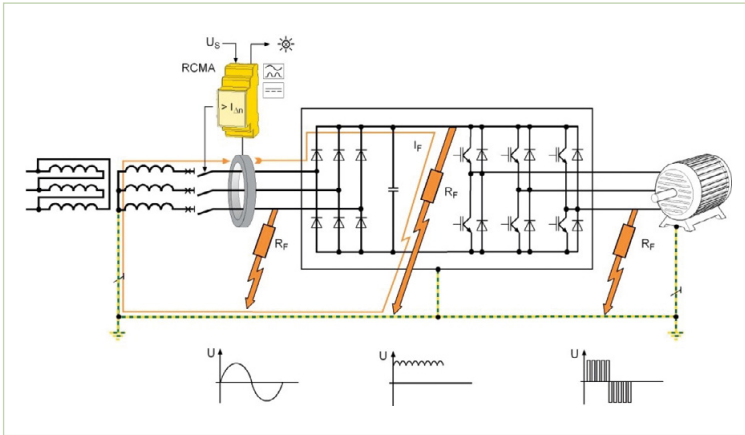 U_S
RCMA
> I_Δn
I_F
R_F
R_F
R_F
U
U
U